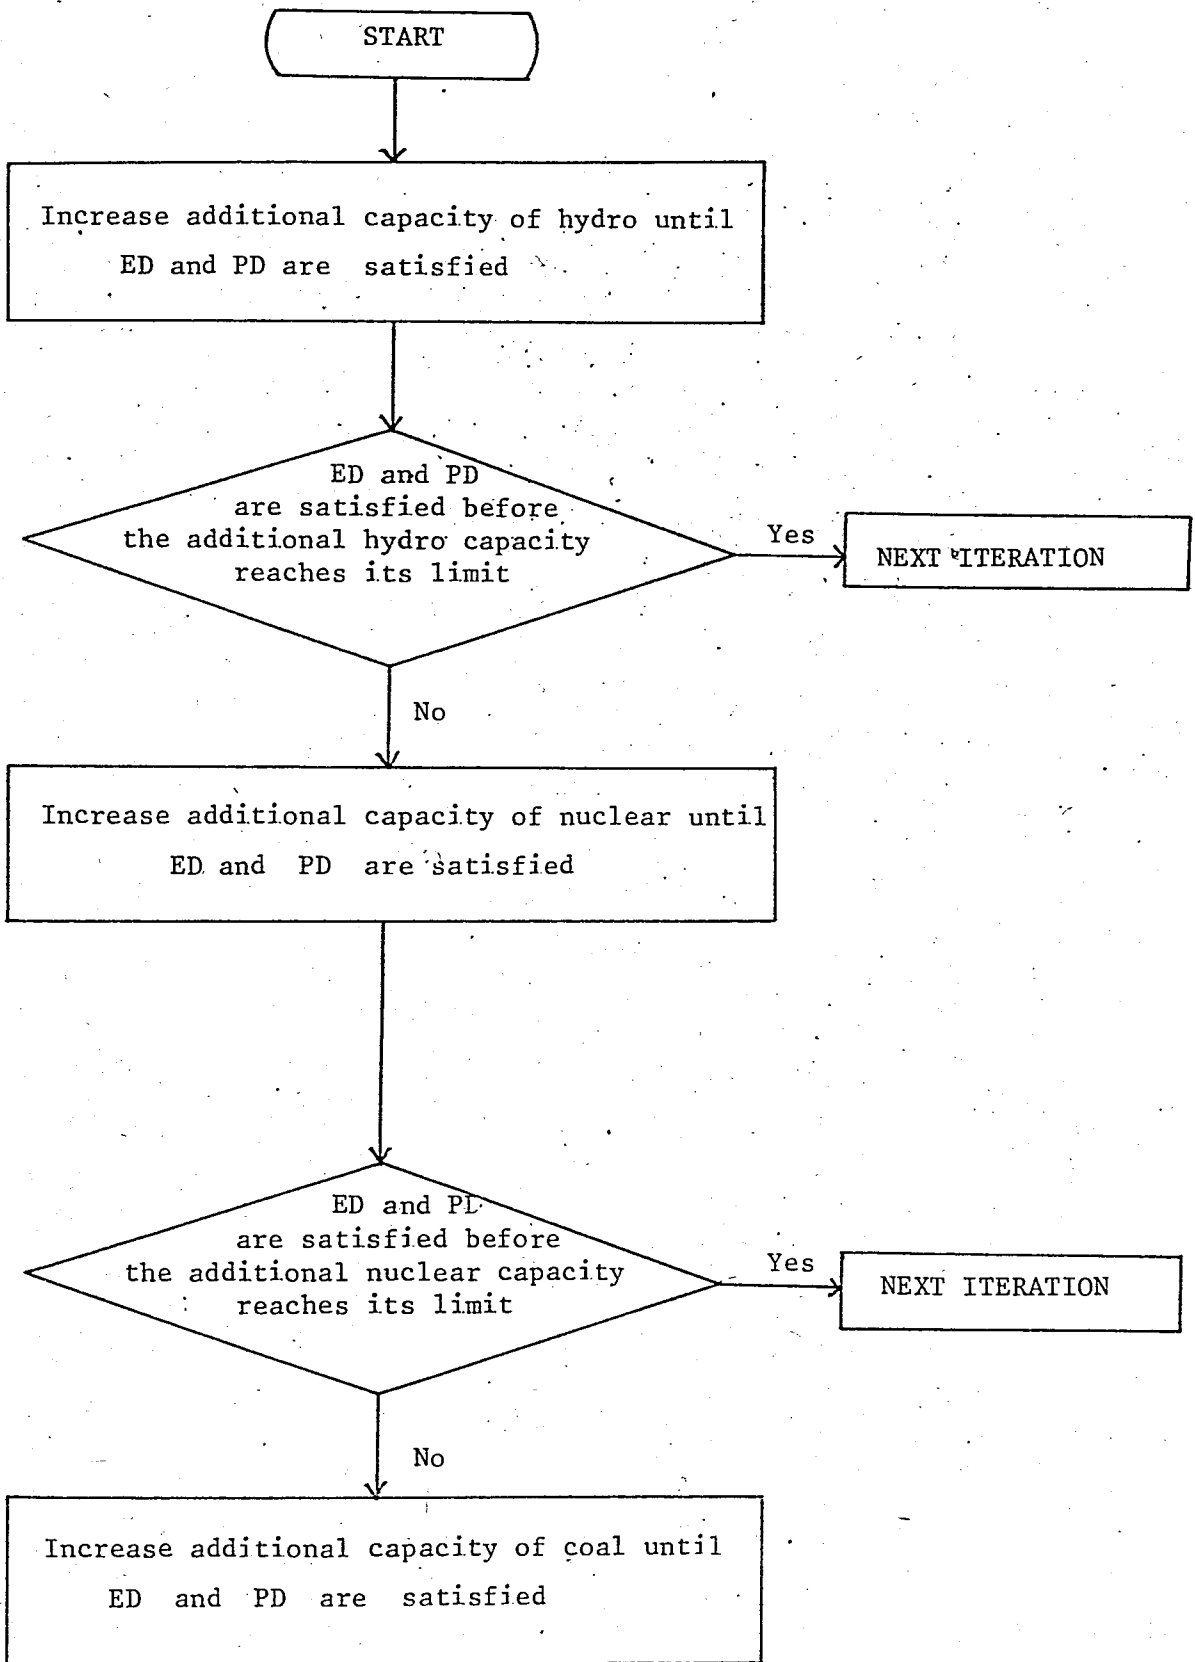 START
Increase additional capacity of hydro until
ED and PD are satisfied
ED and PD
are satisfied before
the additional hydro capacity
reaches its limit
Yes
NEXT ITERATION
No
Increase additional capacity of nuclear until
ED and PD are satisfied
ED and PD
are satisfied before
the additional nuclear capacity
reaches its limit
Yes
NEXT ITERATION
No
Increase additional capacity of coal until
ED and PD are satisfied